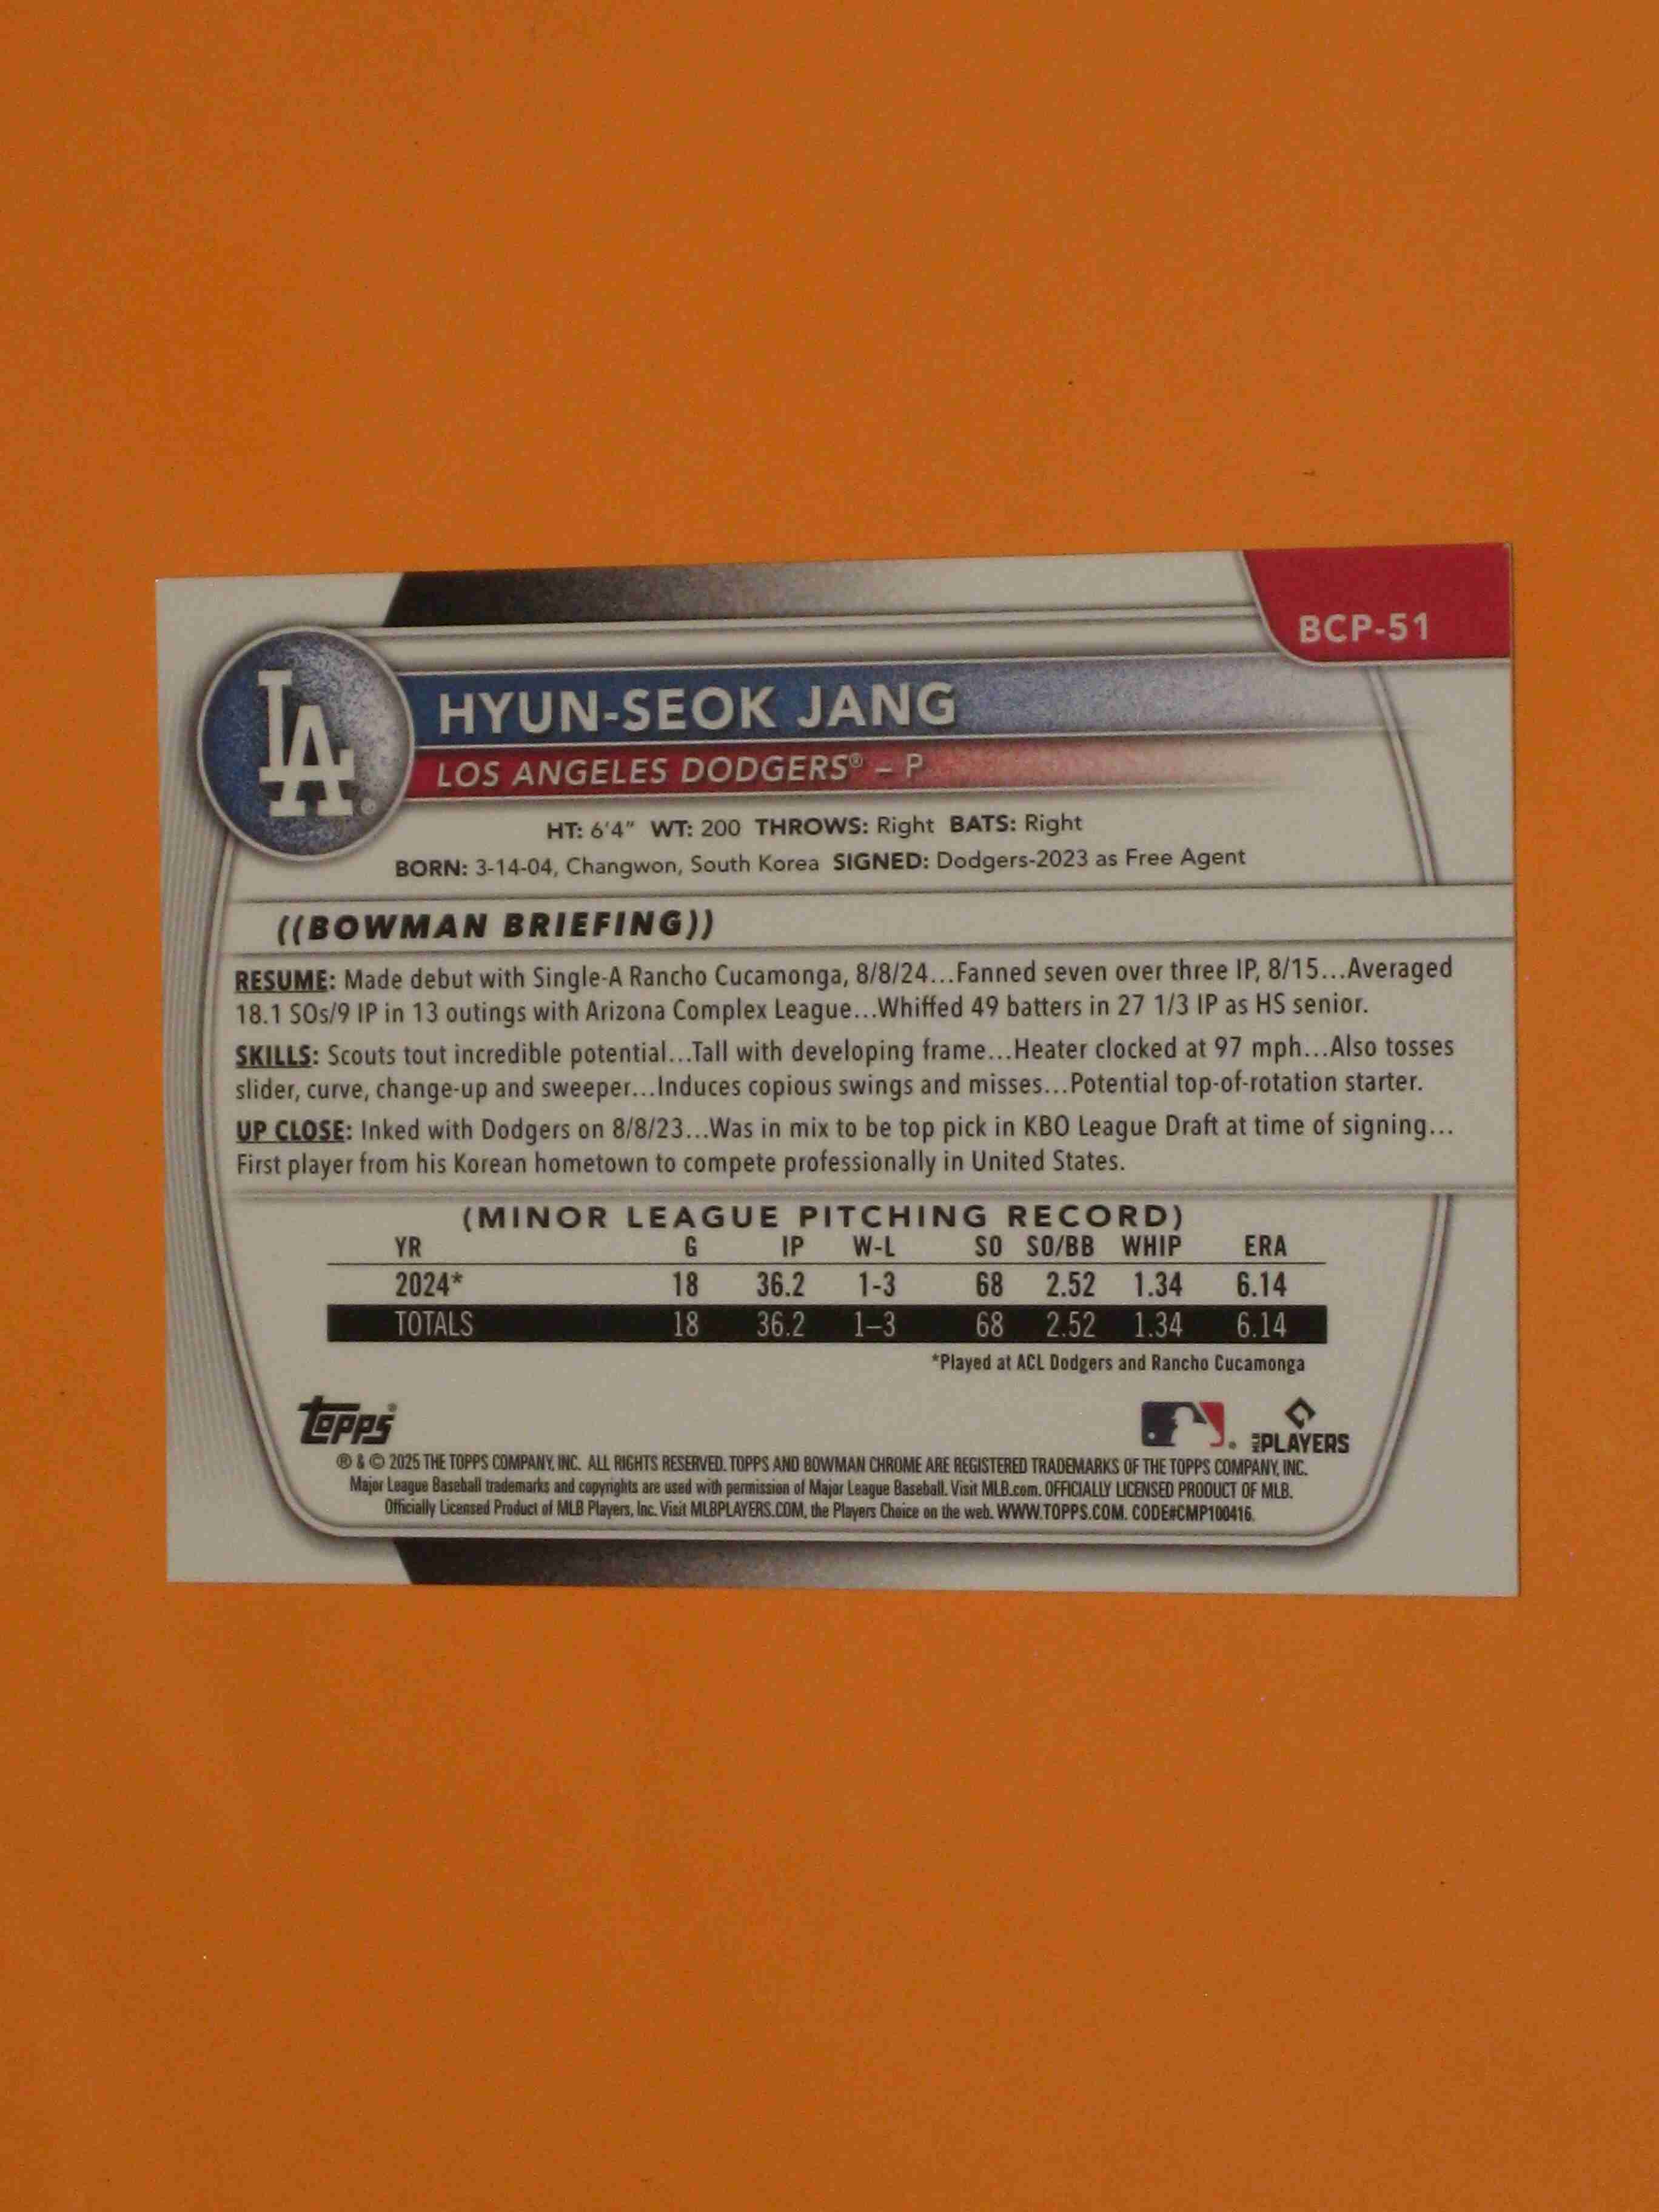 BCP-51
LA®
HYUN-SEOK JANG
LOS ANGELES DODGERS® – P
HT: 6'4" WT: 200 THROWS: Right BATS: Right
BORN: 3-14-04, Changwon, South Korea SIGNED: Dodgers-2023 as Free Agent
((BOWMAN BRIEFING))
RESUME: Made debut with Single-A Rancho Cucamonga, 8/8/24...Fanned seven over three IP, 8/15...Averaged
18.1 SOs/9 IP in 13 outings with Arizona Complex League...Whiffed 49 batters in 27 1/3 IP as HS senior.
SKILLS: Scouts tout incredible potential...Tall with developing frame...Heater clocked at 97 mph...Also tosses
slider, curve, change-up and sweeper...Induces copious swings and misses...Potential top-of-rotation starter.
UP CLOSE: Inked with Dodgers on 8/8/23...Was in mix to be top pick in KBO League Draft at time of signing...
First player from his Korean hometown to compete professionally in United States.
(MINOR LEAGUE PITCHING RECORD)
YR G IP W-L SO SO/BB WHIP ERA
2024* 18 36.2 1-3 68 2.52 1.34 6.14
TOTALS 18 36.2 1–3 68 2.52 1.34 6.14
*Played at ACL Dodgers and Rancho Cucamonga
topps®
MLB PLAYERS
® & © 2025 THE TOPPS COMPANY, INC. ALL RIGHTS RESERVED. TOPPS AND BOWMAN CHROME ARE REGISTERED TRADEMARKS OF THE TOPPS COMPANY, INC.
Major League Baseball trademarks and copyrights are used with permission of Major League Baseball. Visit MLB.com. OFFICIALLY LICENSED PRODUCT OF MLB.
Officially Licensed Product of MLB Players, Inc. Visit MLBPLAYERS.COM, the Players Choice on the web. WWW.TOPPS.COM. CODE#CMP100416.